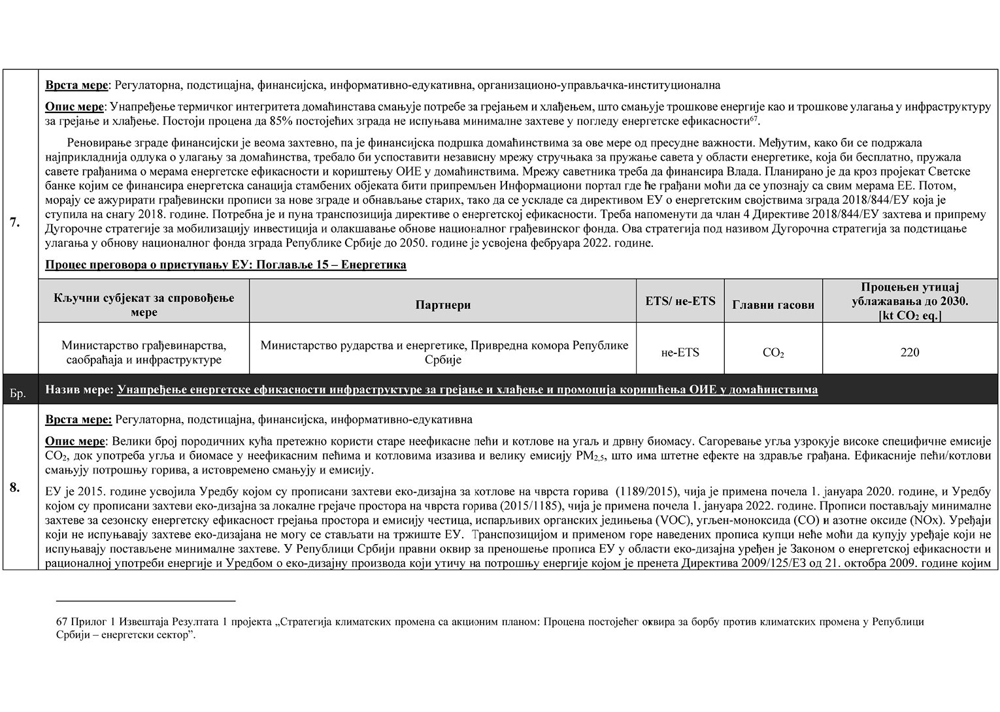 Врста мере: Регулаторна, подстицајна, финансијска, информативно-едукативна, организационо-управљачка-институционална
Опис мере: Унапређење термичког интегритета домаћинстава смањује потребе за грејањем и хлађењем, што смањује трошкове енергије као и трошкове улагања у инфраструктуру
за грејање и хлађење. Постоји процена да 85% постојећих зграда не испуњава минималне захтеве у погледу енергетске ефикасности67.
Реновирање зграде финансијски је веома захтевно, па је финансијска подршка домаћинствима за ове мере од пресудне важности. Међутим, како би се подржала
најприкладнија одлука о улагању за домаћинства, требало би успоставити независну мрежу стручњака за пружање савета у области енергетике, која би бесплатно, пружала
савете грађанима о мерама енергетске ефикасности и кориштењу ОИЕ у домаћинствима. Мрежу саветника треба да финансира Влада. Планирано је да кроз пројекат Светске
банке којим се финансира енергетска санација стамбених објеката бити припремљен Информациони портал где ће грађани моћи да се упознају са свим мерама ЕЕ. Потом,
морају се ажурирати грађевински прописи за нове зграде и обнављање старих, тако да се ускладе са директивом ЕУ о енергетским својствима зграда 2018/844/ЕУ која је
ступила на снагу 2018. године. Потребна је и пуна транспозиција директиве о енергетској ефикасности. Треба напоменути да члан 4 Директиве 2018/844/ЕУ захтева и припрему
Дугорочне стратегије за мобилизацију инвестиција и олакшавање обнове националног грађевинског фонда. Ова стратегија под називом Дугорочна стратегија за подстицање
улагања у обнову националног фонда зграда Републике Србије до 2050. године је усвојена фебруара 2022. године.
7.
Процес преговора о приступању ЕУ: Поглавље 15 – Енергетика
Кључни субјекат за спровођење
мере
Партнери
ETS/ не-ETS
Главни гасови
Процењен утицај
ублажавања до 2030.
[kt CO2 eq.]
Министарство грађевинарства,
саобраћаја и инфраструктуре
Министарство рударства и енергетике, Привредна комора Републике
Србије
не-ETS
CO2
220
Бр.
Назив мере: Унапређење енергетске ефикасности инфраструктуре за грејање и хлађење и промоција коришћења ОИЕ у домаћинствима
Врста мере: Регулаторна, подстицајна, финансијска, информативно-едукативна
Опис мере: Велики број породичних кућа претежно користи старе неефикасне пећи и котлове на угаљ и дрвну биомасу. Сагоревање угља узрокује високе специфичне емисије
CO2, док употреба угља и биомасе у неефикасним пећима и котловима изазива и велику емисију PM2,5, што има штетне ефекте на здравље грађана. Ефикасније пећи/котлови
смањују потрошњу горива, а истовремено смањују и емисију.
8.
ЕУ је 2015. године усвојила Уредбу којом су прописани захтеви еко-дизајна за котлове на чврста горива (1189/2015), чија је примена почела 1. јануара 2020. године, и Уредбу
којом су прописани захтеви еко-дизајна за локалне грејаче простора на чврста горива (2015/1185), чија је примена почела 1. јануара 2022. године. Прописи постављају минималне
захтеве за сезонску енергетску ефикасност грејања простора и емисију честица, испарљивих органских једињења (VOC), угљен-моноксида (CO) и азотне оксиде (NOx). Уређаји
који не испуњавају захтеве еко-дизајана не могу се стављати на тржиште ЕУ. Транспозицијом и применом горе наведених прописа купци неће моћи да купују уређаје који не
испуњавају постављене минималне захтеве. У Републици Србији правни оквир за преношење прописа ЕУ у области еко-дизајна уређен је Законом о енергетској ефикасности и
рационалној употреби енергије и Уредбом о еко-дизајну производа који утичу на потрошњу енергије којом је пренета Директива 2009/125/ЕЗ од 21. октобра 2009. године којим
67 Прилог 1 Извештаја Резултата 1 пројекта „Стратегија климатских промена са акционим планом: Процена постојећег оквира за борбу против климатских промена у Републици
Србији – енергетски сектор”.